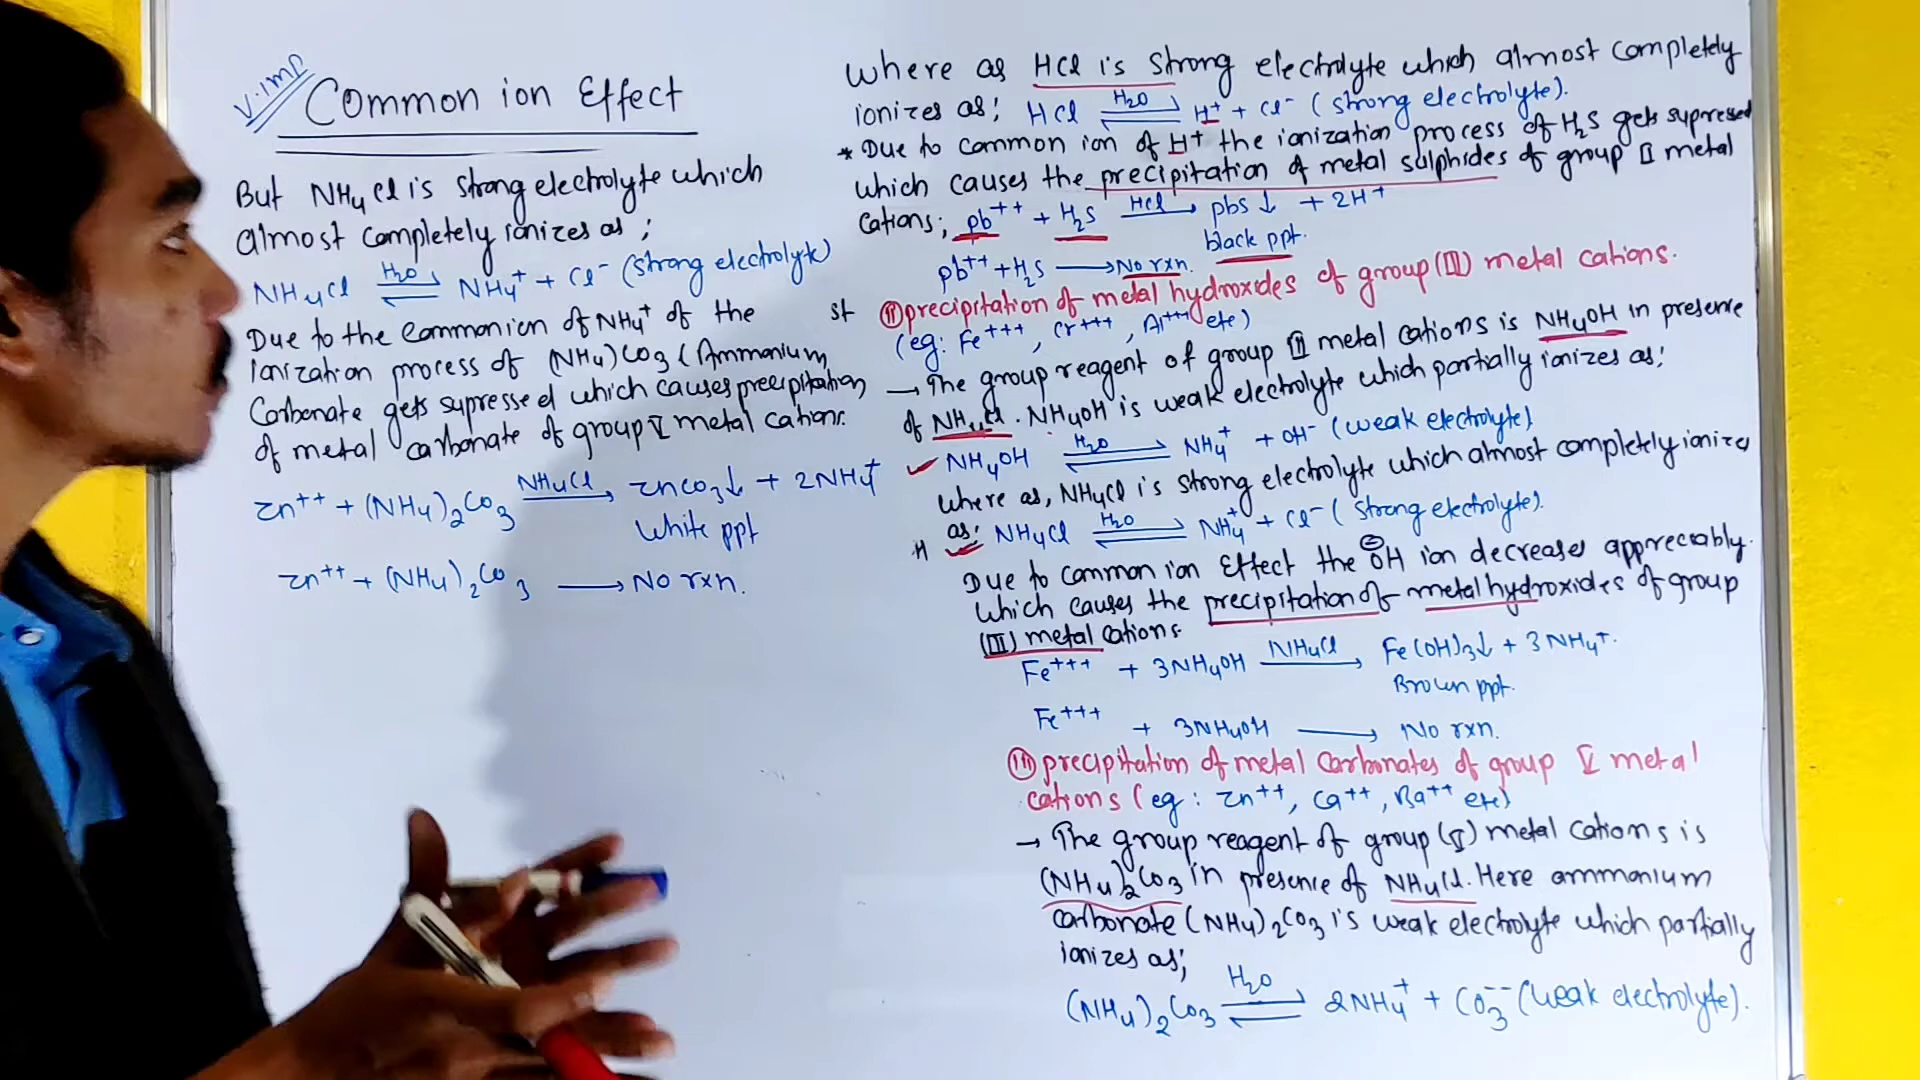 V.IMP
Common ion Effect
But NH4Cl is strong electrolyte which
almost completely ionizes as ;
NH4Cl ⇌ H2O NH4+ + Cl- (strong electrolyte)
Due to the commonion of NH4+ of the
ionization process of (NH4)CO3 (Ammonium
Carbonate gets supressed which causes precipitation
of metal carbonate of group V metal cations.
Zn++ + (NH4)2CO3 NH4Cl → ZnCO3↓ + 2NH4+
White ppt
Zn++ + (NH4)2CO3 → No rxn.
where as HCl is strong electrolyte which almost completely
ionizes as; HCl ⇌ H2O H+ + Cl- (strong electrolyte).
* Due to common ion of H+ the ionization process of H2S gets supressed
which causes the precipitation of metal sulphides of group II metal
Cations; pb++ + H2S HCl → pbs ↓ + 2H+
black ppt.
pb++ + H2S → No rxn.
st
(ii) precipitation of metal hydroxides of group (III) metal cations.
(eg: Fe+++, Cr+++, Al+++ etc)
→ The group reagent of group III metal cations is NH4OH in presence
of NH4Cl. NH4OH is weak electrolyte which partially ionizes as;
NH4OH ⇌ H2O NH4+ + OH- (weak electrolyte)
where as, NH4Cl is strong electrolyte which almost completely ionizes
as: NH4Cl ⇌ H2O NH4+ + Cl- (strong electrolyte).
Due to common ion Effect the OH- ion decreases appreciably.
which causes the precipitation of metal hydroxides of group
(III) metal cations.
Fe+++ + 3NH4OH NH4Cl → Fe(OH)3↓ + 3NH4+.
Brown ppt.
Fe+++ + 3NH4OH → No rxn.
(iii) precipitation of metal Carbonates of group V metal
cations (eg: Zn++, Ca++, Ba++ etc)
→ The group reagent of group (V) metal cations is
(NH4)2CO3 in presence of NH4Cl. Here ammonium
carbonate (NH4)2CO3 is weak electrolyte which partially
ionizes as;
(NH4)2CO3 ⇌ H2O 2NH4+ + CO3-- (weak electrolyte).